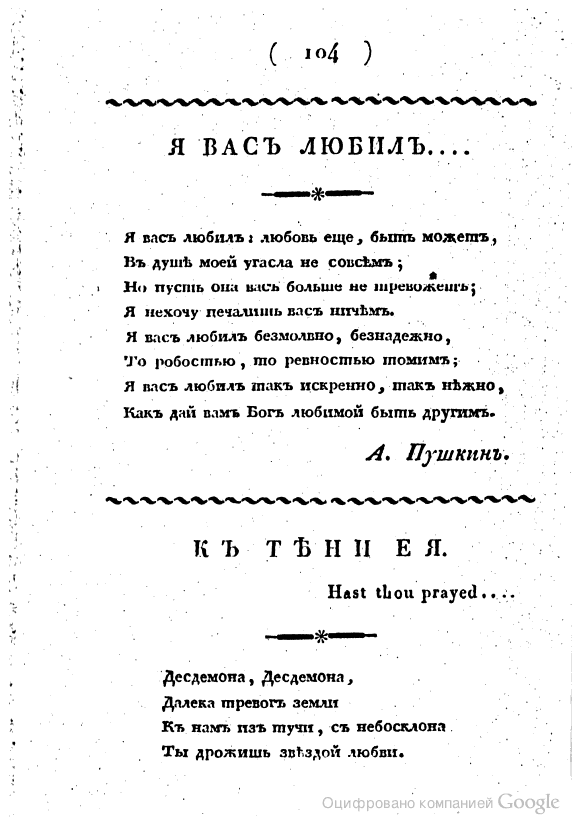 ( 104 )
Я ВАСЪ ЛЮБИЛЪ....
Я васъ любилъ: любовь еще, быть можетъ,
Въ душѣ моей угасла не совсѣмъ;
Но пусть она васъ больше не тревожетъ;
Я нехочу печалить васъ ничѣмъ.
Я васъ любилъ безмолвно, безнадежно,
То робостью, то ревностью томимъ;
Я васъ любилъ такъ искренно, такъ нѣжно,
Какъ дай вамъ Богъ любимой быть другимъ.
А. Пушкинъ.
КЪ ТѢНИ ЕЯ.
Hast thou prayed....
Десдемона, Десдемона,
Далека тревогъ земли
Къ намъ изъ тучи, съ небосклона
Ты дрожишь звѣздой любви.
Оцифровано компанией Google